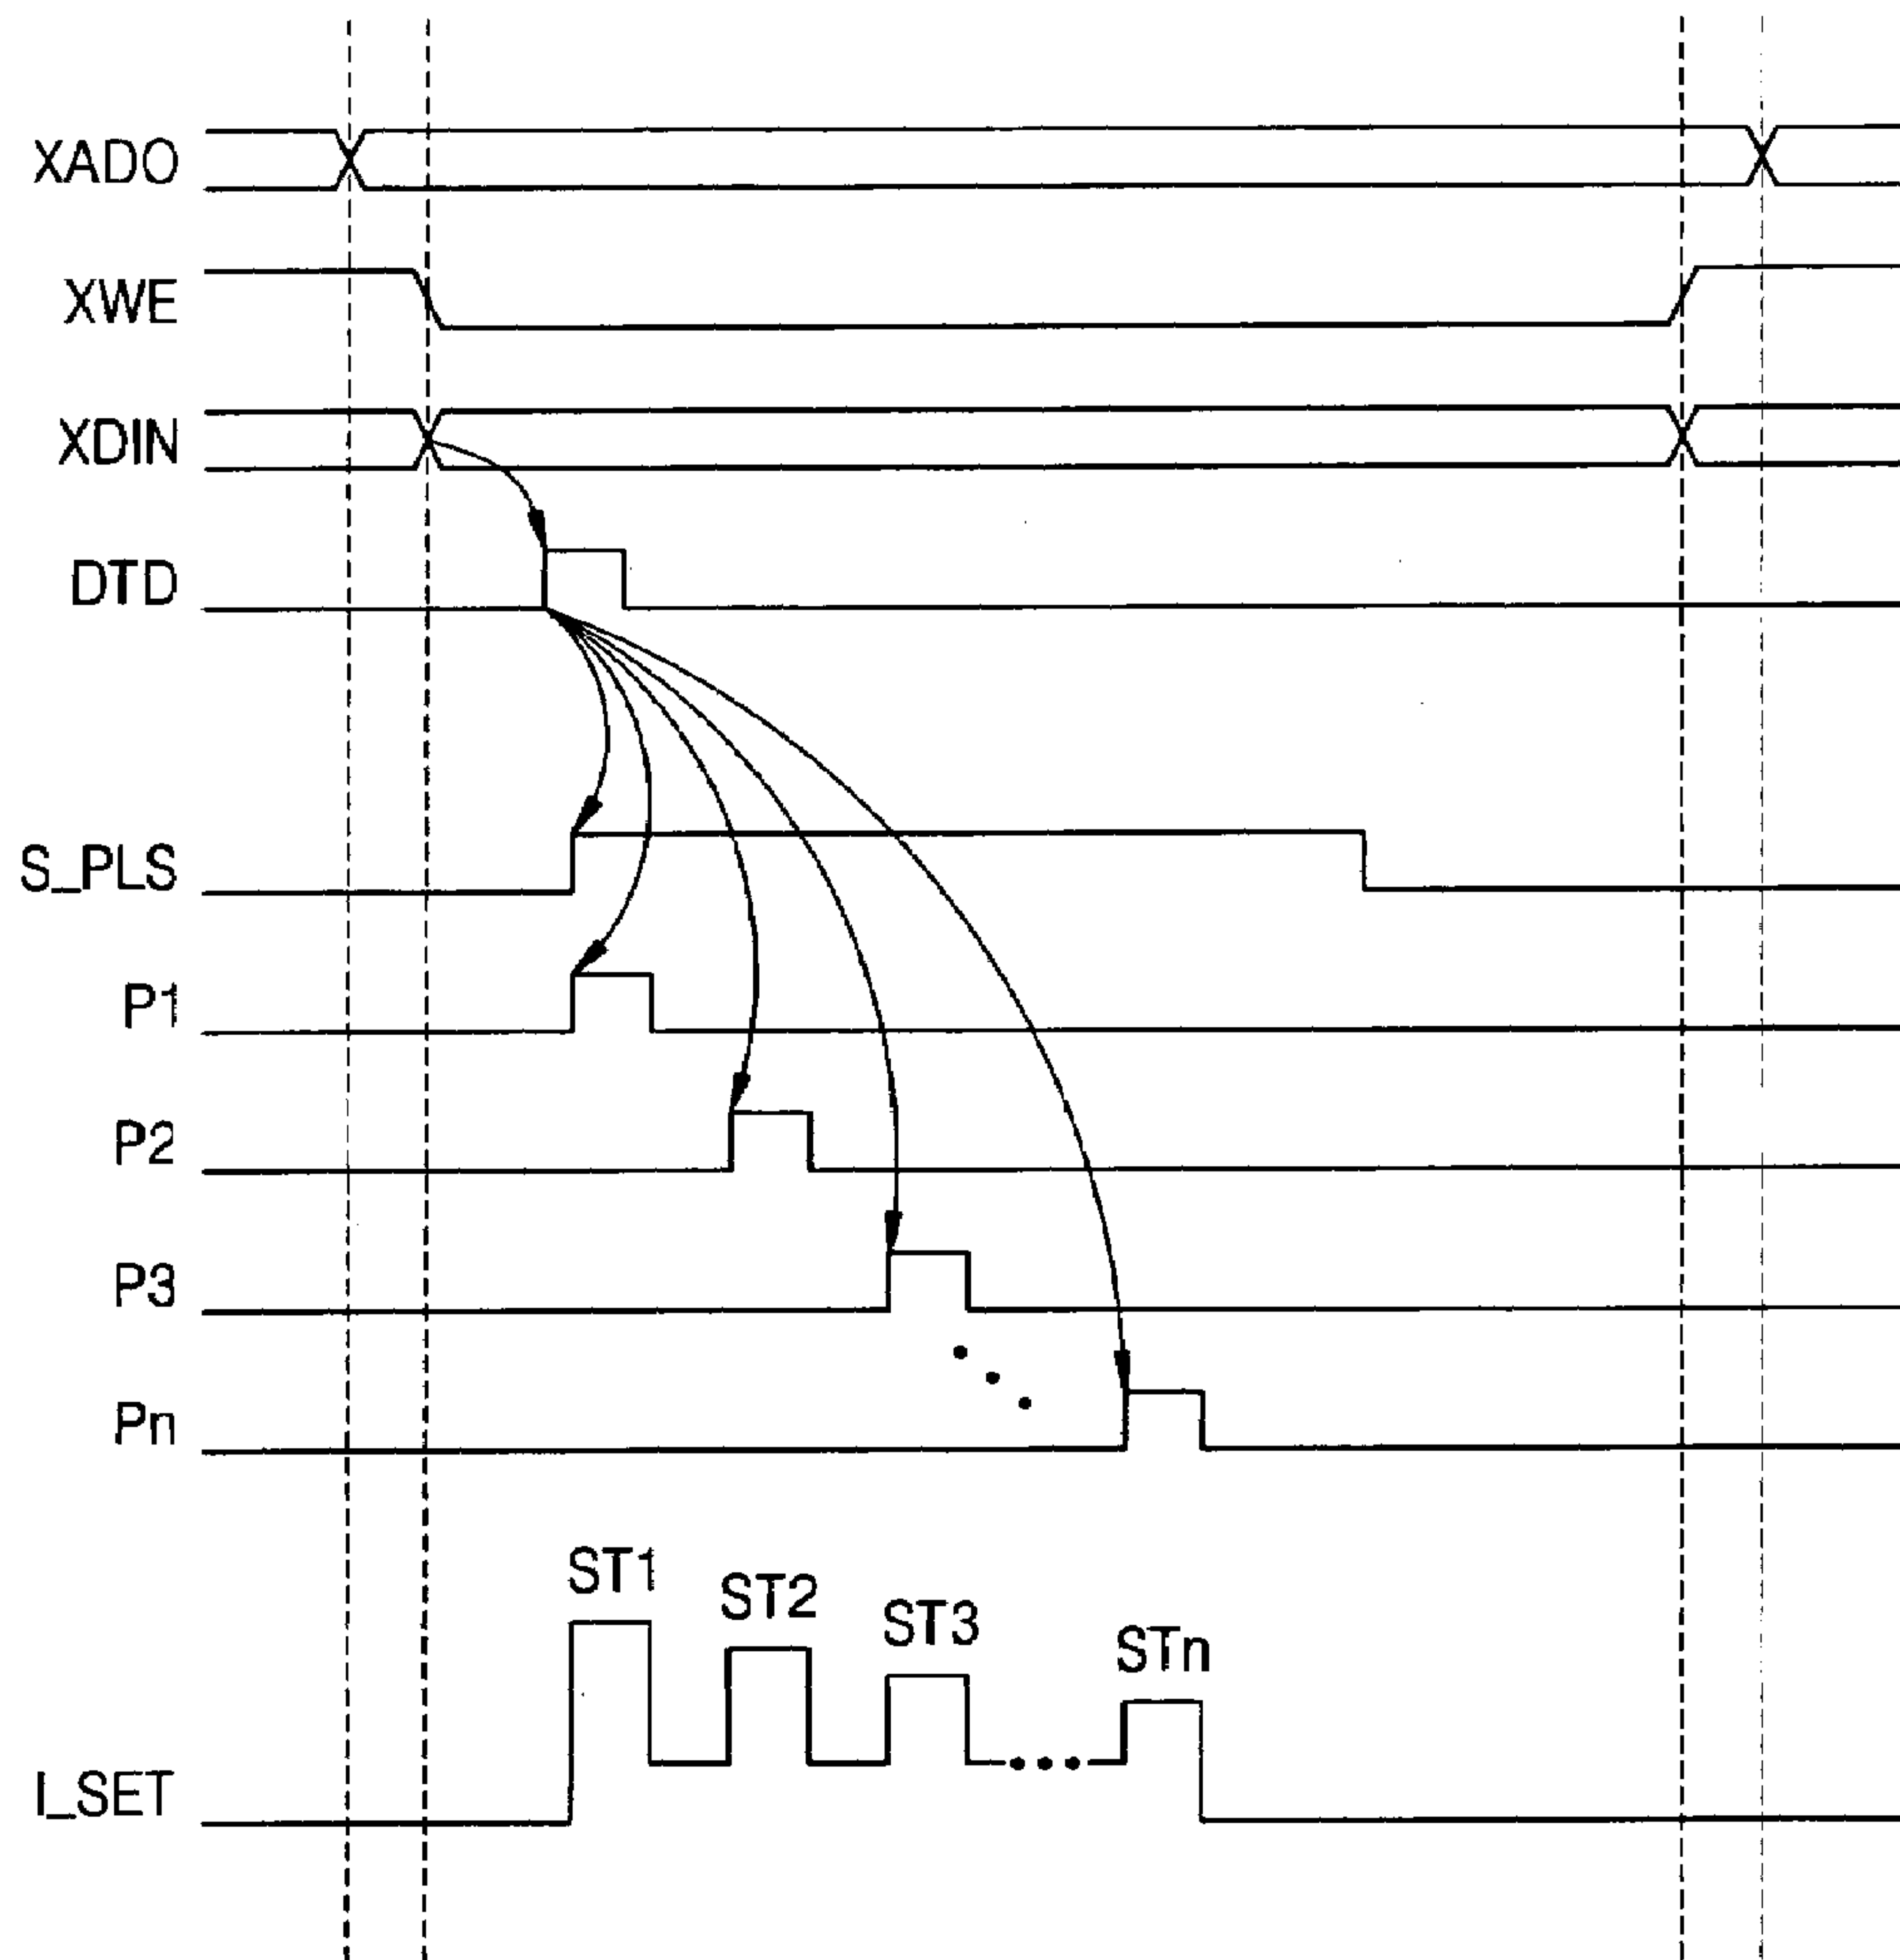 XADO
XWE
XDIN
DTD
S_PLS
P1
P2
P3
Pn
ST1
ST2
ST3
STn
I_SET